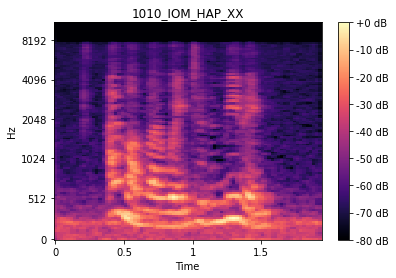 1010_IOM_HAP_XX
+0 dB
8192
-10 dB
4096
-20 dB
-30 dB
2048
Hz
-40 dB
1024
-50 dB
512
-60 dB
-70 dB
0
-80 dB
0
0.5
1
1.5
Time